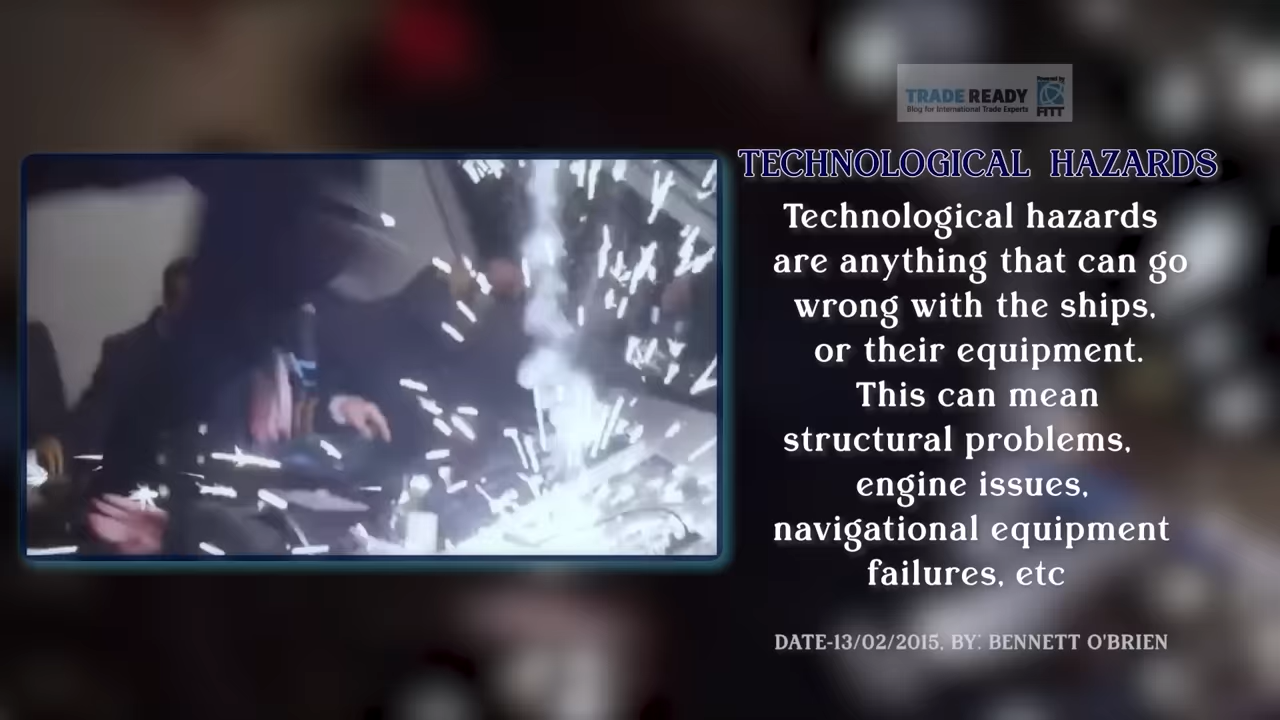 Powered by
TRADE READY
Blog for International Trade Experts
FITT
TECHNOLOGICAL HAZARDS
Technological hazards
are anything that can go
wrong with the ships,
or their equipment.
This can mean
structural problems,
engine issues,
navigational equipment
failures, etc
DATE-13/02/2015, BY: BENNETT O'BRIEN